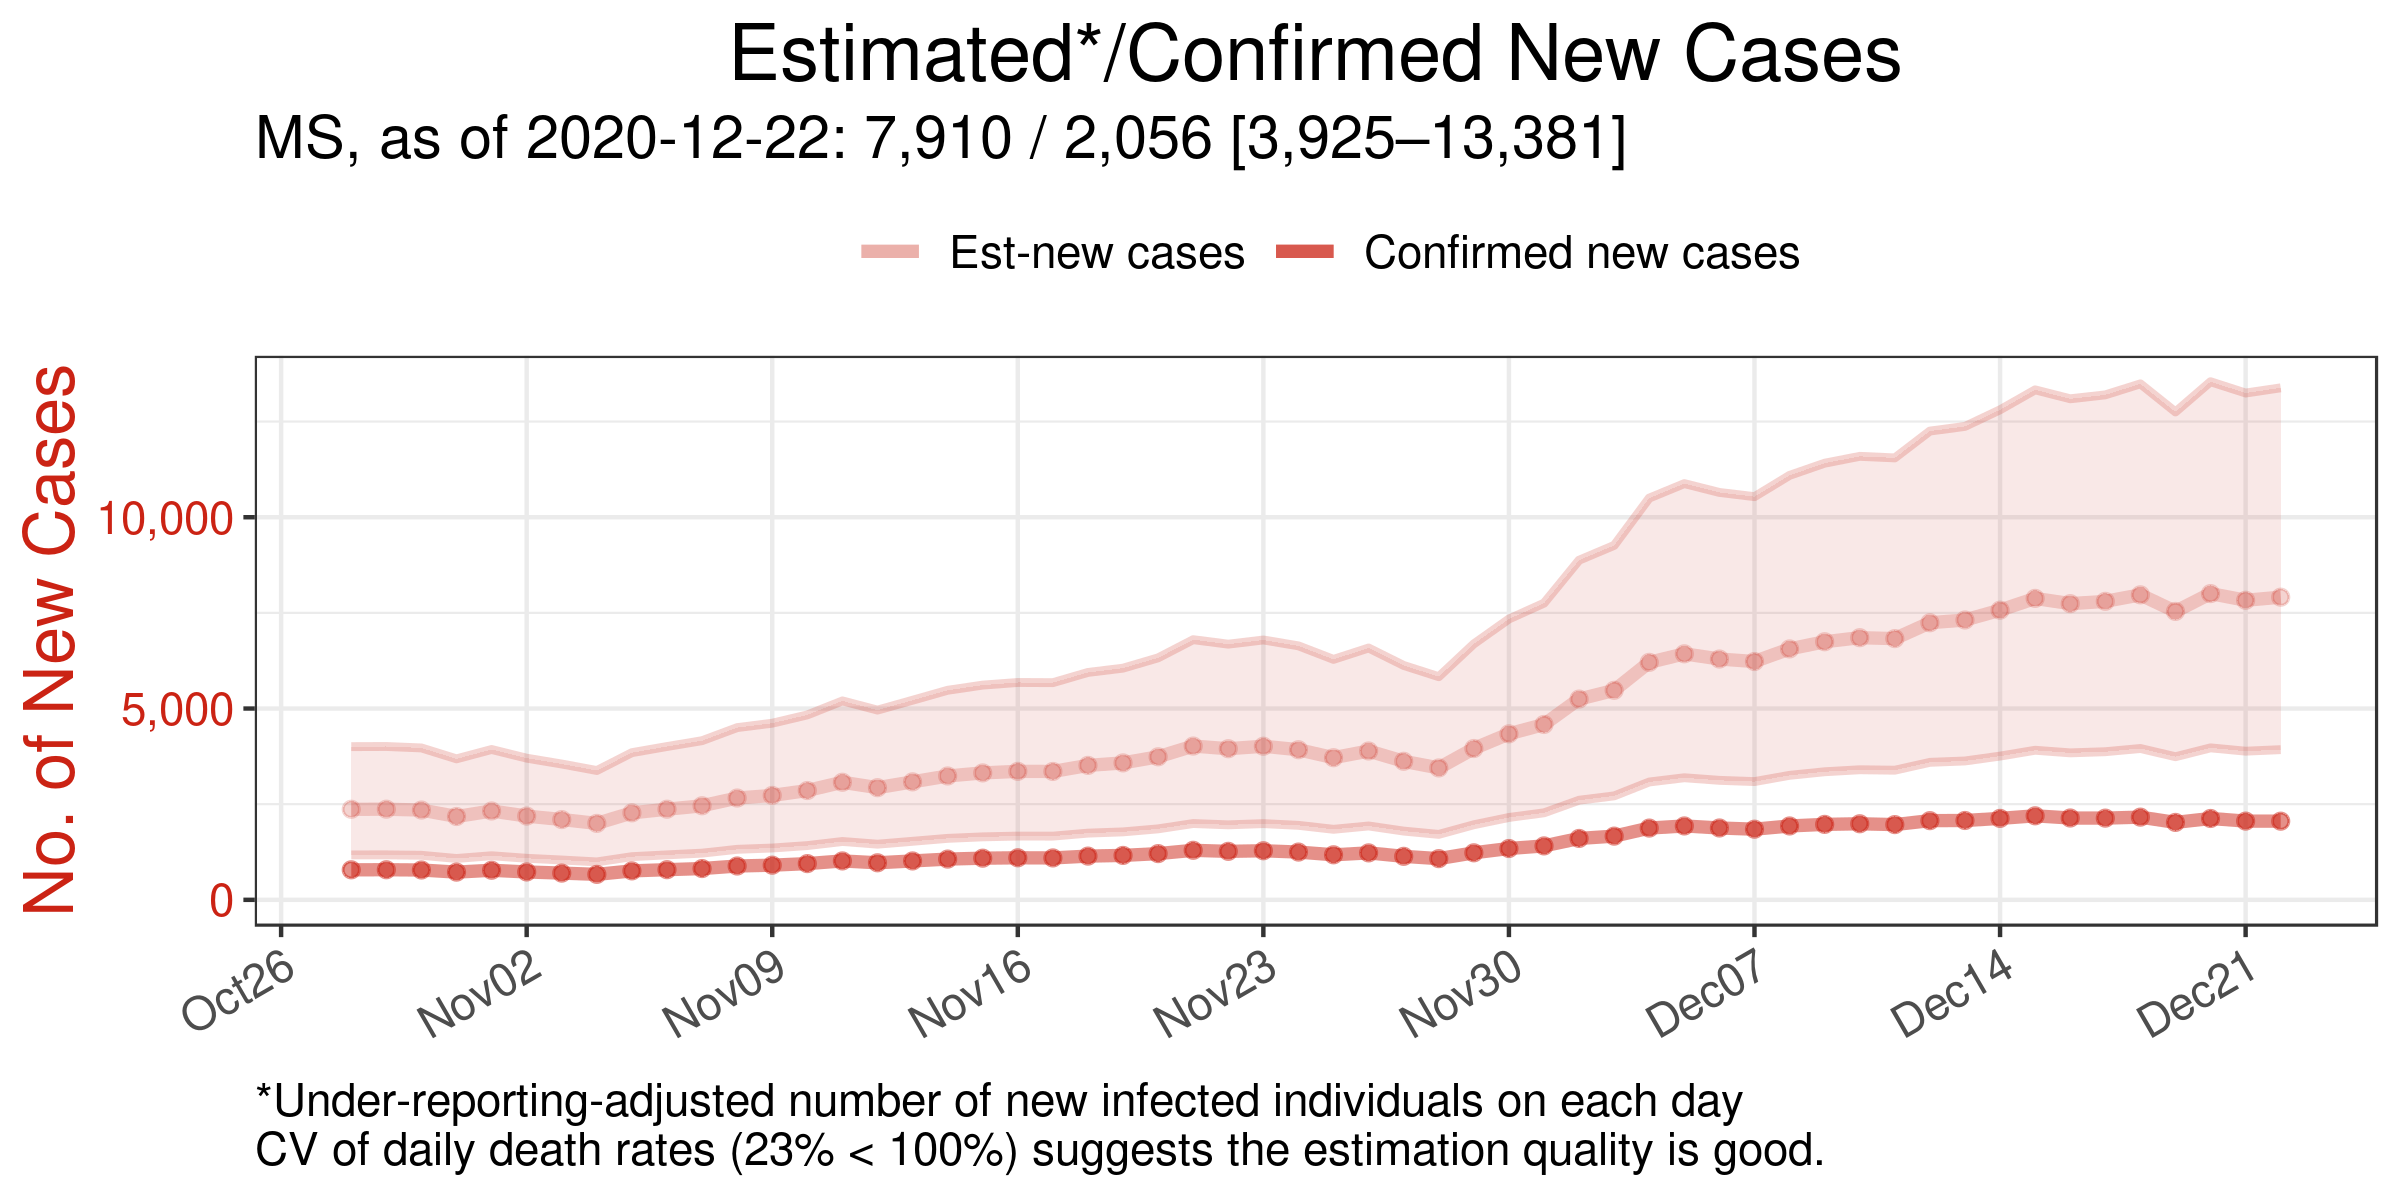 Estimated*/Confirmed New Cases
MS, as of 2020-12-22: 7,910 / 2,056 [3,925–13,381]
Est-new cases
Confirmed new cases
No. of New Cases
10,000
5,000
0
Oct26
Nov02
Nov09
Nov16
Nov23
Nov30
Dec07
Dec14
Dec21
*Under-reporting-adjusted number of new infected individuals on each day
CV of daily death rates (23% < 100%) suggests the estimation quality is good.